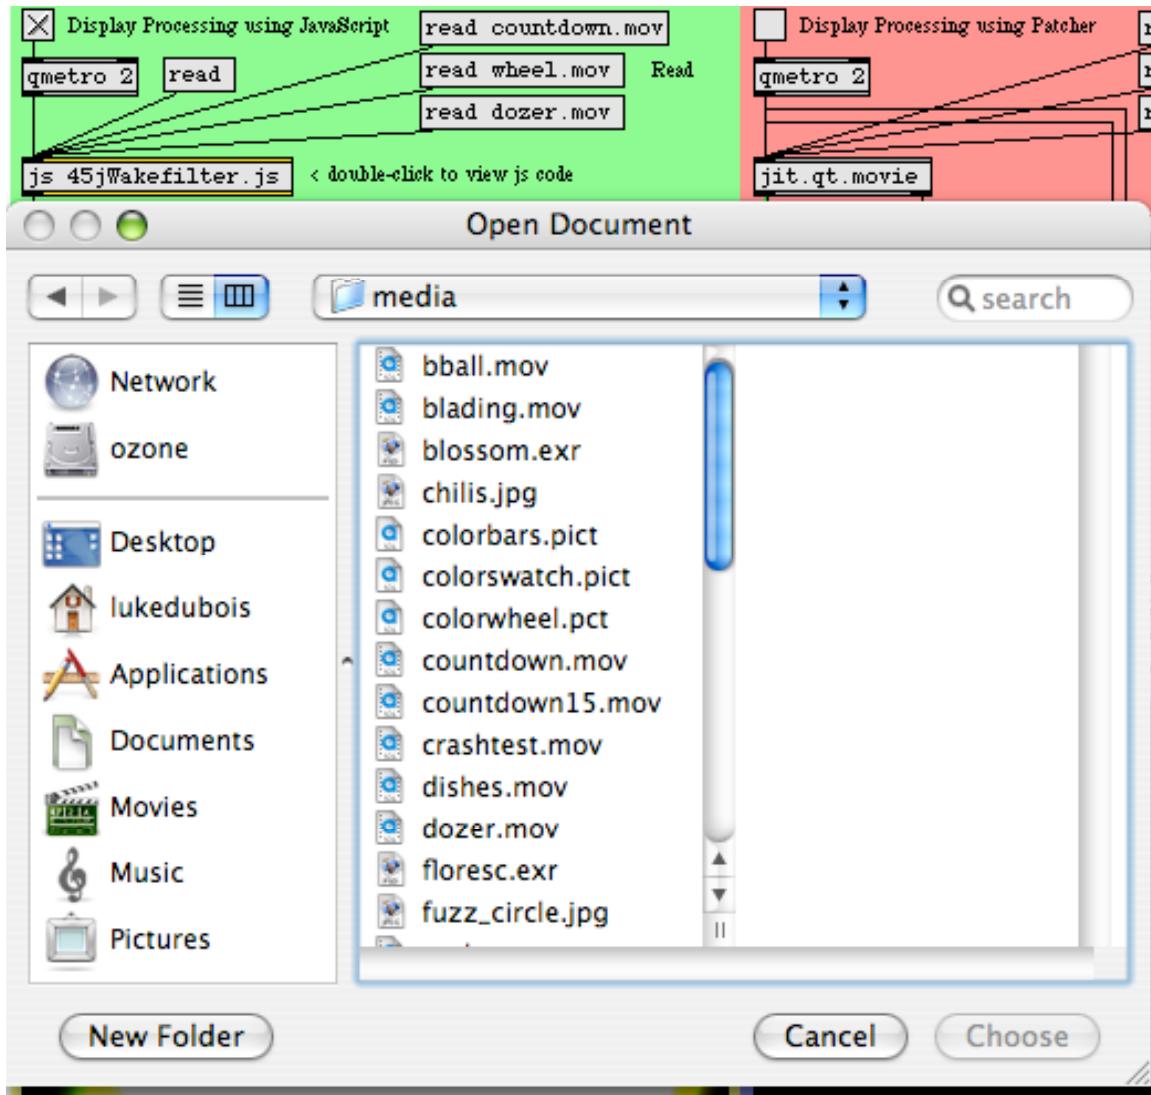 Display Processing using JavaScript
read countdown.mov
Display Processing using Patcher
qmetro 2
read
read wheel.mov
Read
qmetro 2
read dozer.mov
js 45jWakefilter.js
< double-click to view js code
jit.qt.movie
Open Document
media
search
Network
ozone
Desktop
lukedubois
Applications
Documents
Movies
Music
Pictures
bball.mov
blading.mov
blossom.exr
chilis.jpg
colorbars.pict
colorswatch.pict
colorwheel.pct
countdown.mov
countdown15.mov
crashtest.mov
dishes.mov
dozer.mov
floresc.exr
fuzz_circle.jpg
New Folder
Cancel
Choose